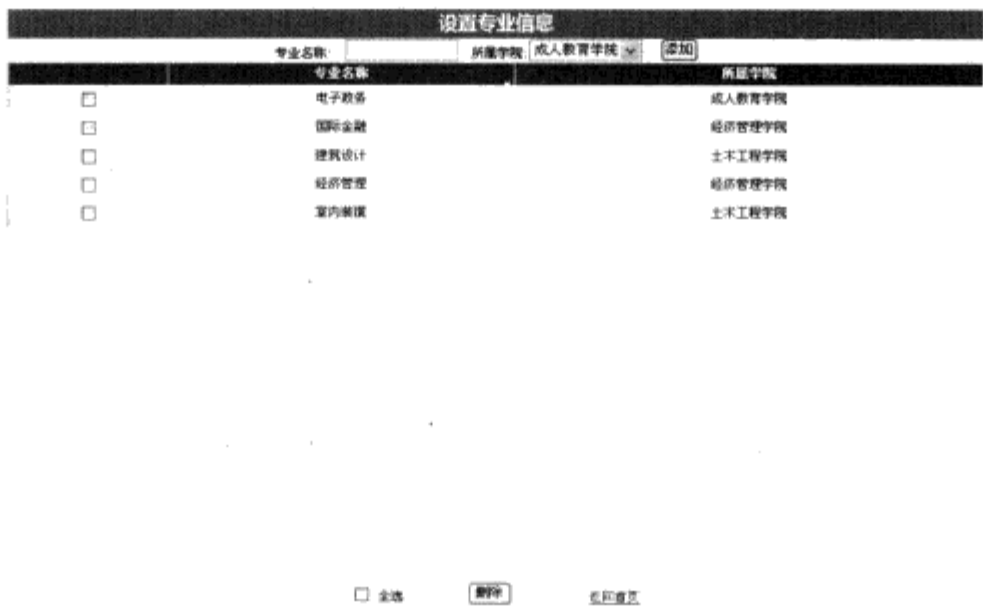 设置专业信息
专业名称: 所属学院 成人教育学院 添加
专业名称 所属学院
电子政务 成人教育学院
国际金融 经济管理学院
建筑设计 土木工程学院
经济管理 经济管理学院
室内装潢 土木工程学院
全选 删除 返回首页